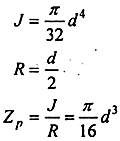 J = π/32 d⁴
R = d/2
Z_p = J/R = π/16 d³